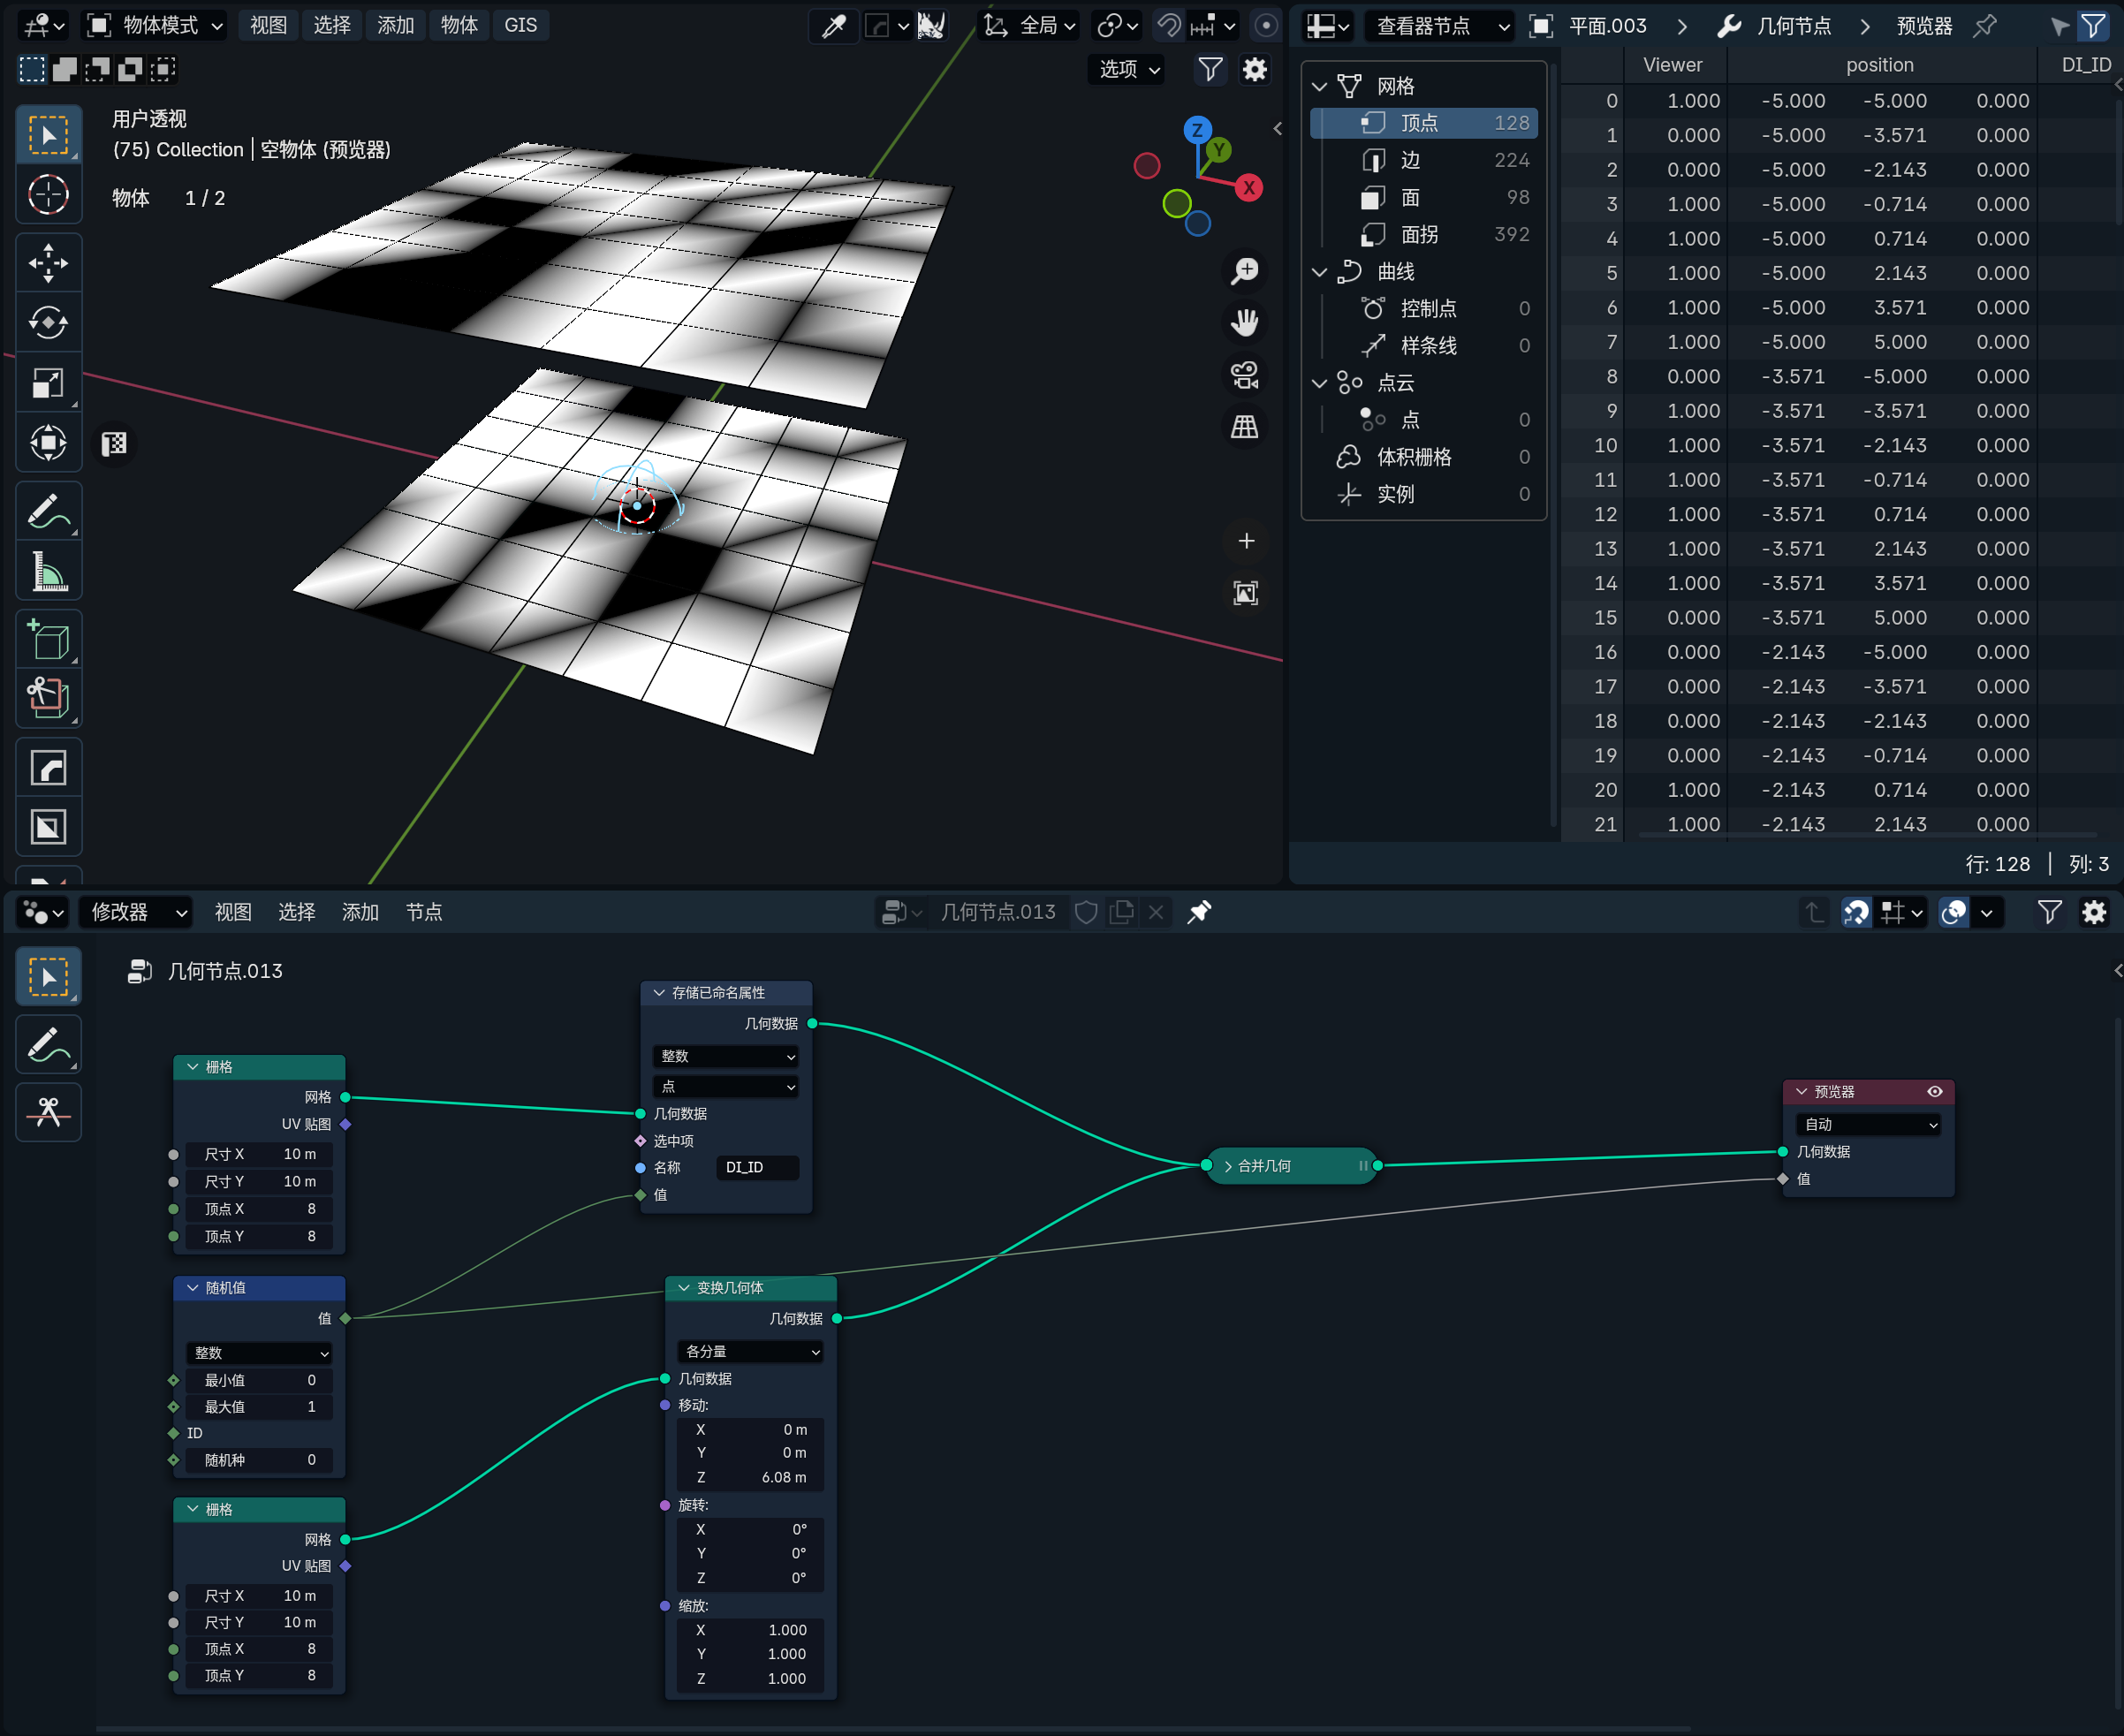 物体模式 视图 选择 添加 物体 GIS 全局
选项
用户透视
(75) Collection | 空物体 (预览器)
物体 1 / 2
Z
Y
X
查看器节点 平面.003 几何节点 预览器
网格
顶点 128
边 224
面 98
面拐 392
曲线
控制点 0
样条线 0
点云
点 0
体积栅格 0
实例 0
Viewer position DI_ID
0 1.000 -5.000 -5.000 0.000
1 0.000 -5.000 -3.571 0.000
2 0.000 -5.000 -2.143 0.000
3 1.000 -5.000 -0.714 0.000
4 1.000 -5.000 0.714 0.000
5 1.000 -5.000 2.143 0.000
6 1.000 -5.000 3.571 0.000
7 1.000 -5.000 5.000 0.000
8 0.000 -3.571 -5.000 0.000
9 1.000 -3.571 -3.571 0.000
10 1.000 -3.571 -2.143 0.000
11 1.000 -3.571 -0.714 0.000
12 1.000 -3.571 0.714 0.000
13 1.000 -3.571 2.143 0.000
14 1.000 -3.571 3.571 0.000
15 0.000 -3.571 5.000 0.000
16 0.000 -2.143 -5.000 0.000
17 0.000 -2.143 -3.571 0.000
18 0.000 -2.143 -2.143 0.000
19 0.000 -2.143 -0.714 0.000
20 1.000 -2.143 0.714 0.000
21 1.000 -2.143 2.143 0.000
行: 128 | 列: 3
修改器 视图 选择 添加 节点 几何节点.013
几何节点.013
栅格
网格
UV 贴图
尺寸 X 10 m
尺寸 Y 10 m
顶点 X 8
顶点 Y 8
随机值
值
整数
最小值 0
最大值 1
ID
随机种 0
栅格
网格
UV 贴图
尺寸 X 10 m
尺寸 Y 10 m
顶点 X 8
顶点 Y 8
存储已命名属性
几何数据
整数
点
几何数据
选中项
名称 DI_ID
值
变换几何体
几何数据
各分量
几何数据
移动:
X 0 m
Y 0 m
Z 6.08 m
旋转:
X 0°
Y 0°
Z 0°
缩放:
X 1.000
Y 1.000
Z 1.000
合并几何
预览器
自动
几何数据
值